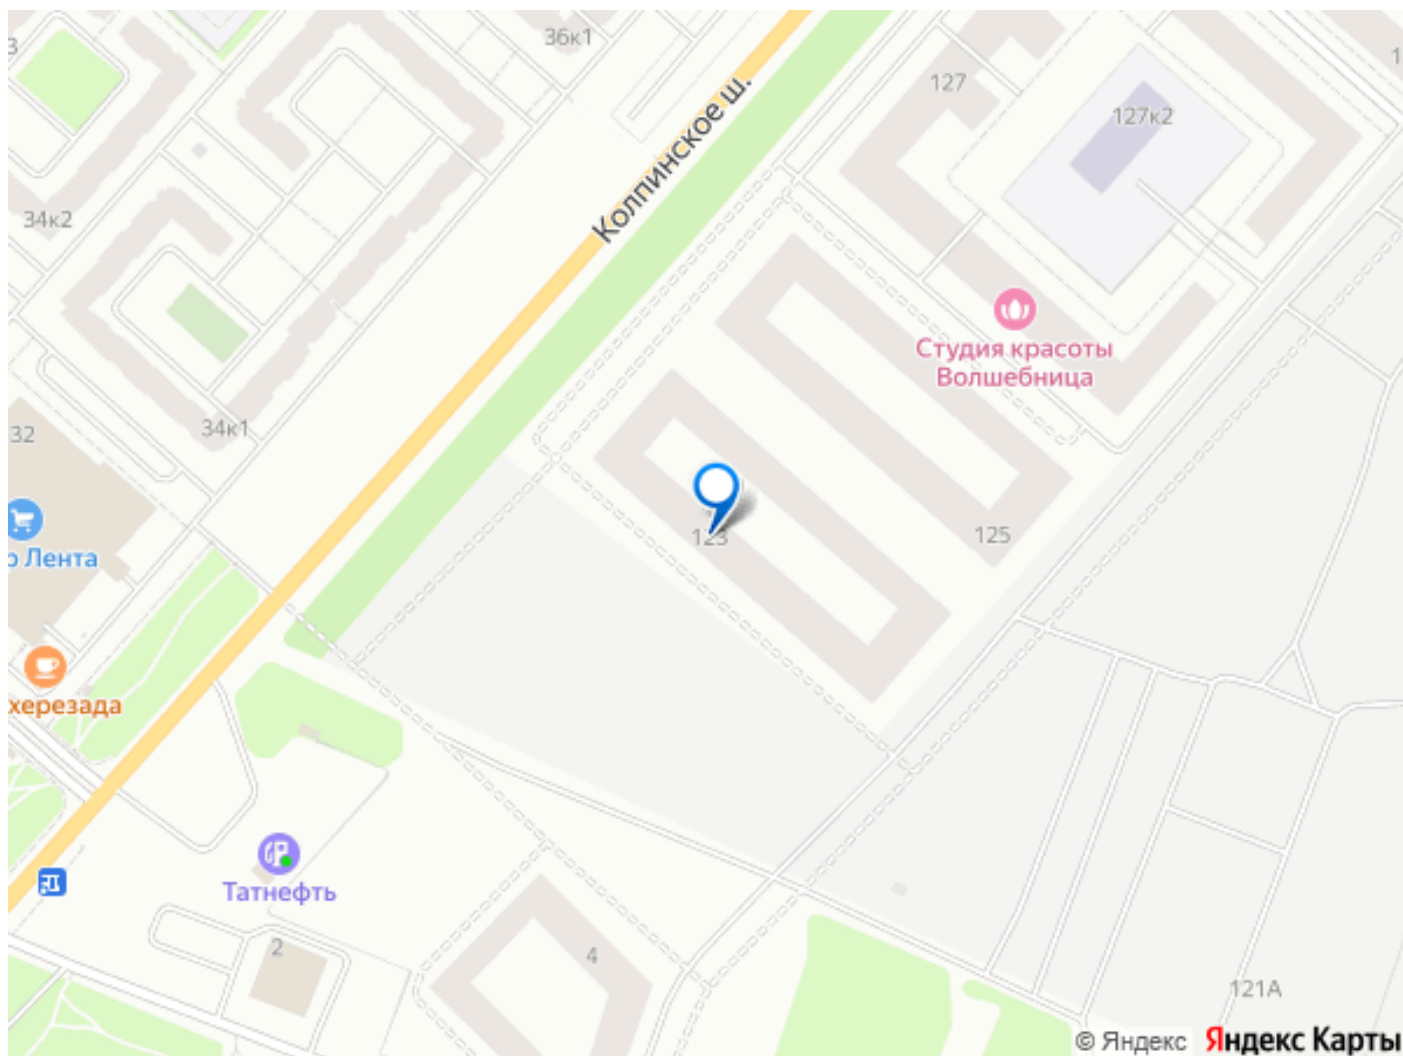 36к1
127
127к2
34к2
Колпинское ш.
Студия красоты
Волшебница
34к1
32
123
125
Лента
херезада
Татнефть
2
4
121А
© Яндекс
Яндекс Карты